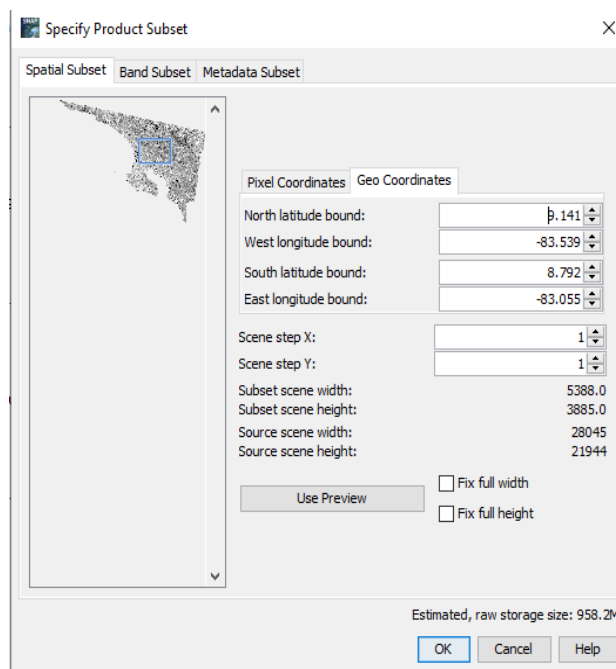 SNAP
Specify Product Subset
Spatial Subset Band Subset Metadata Subset
Pixel Coordinates Geo Coordinates
North latitude bound: 9.141
West longitude bound: -83.539
South latitude bound: 8.792
East longitude bound: -83.055
Scene step X: 1
Scene step Y: 1
Subset scene width: 5388.0
Subset scene height: 3885.0
Source scene width: 28045
Source scene height: 21944
Use Preview
Fix full width
Fix full height
Estimated, raw storage size: 958.2M
OK Cancel Help